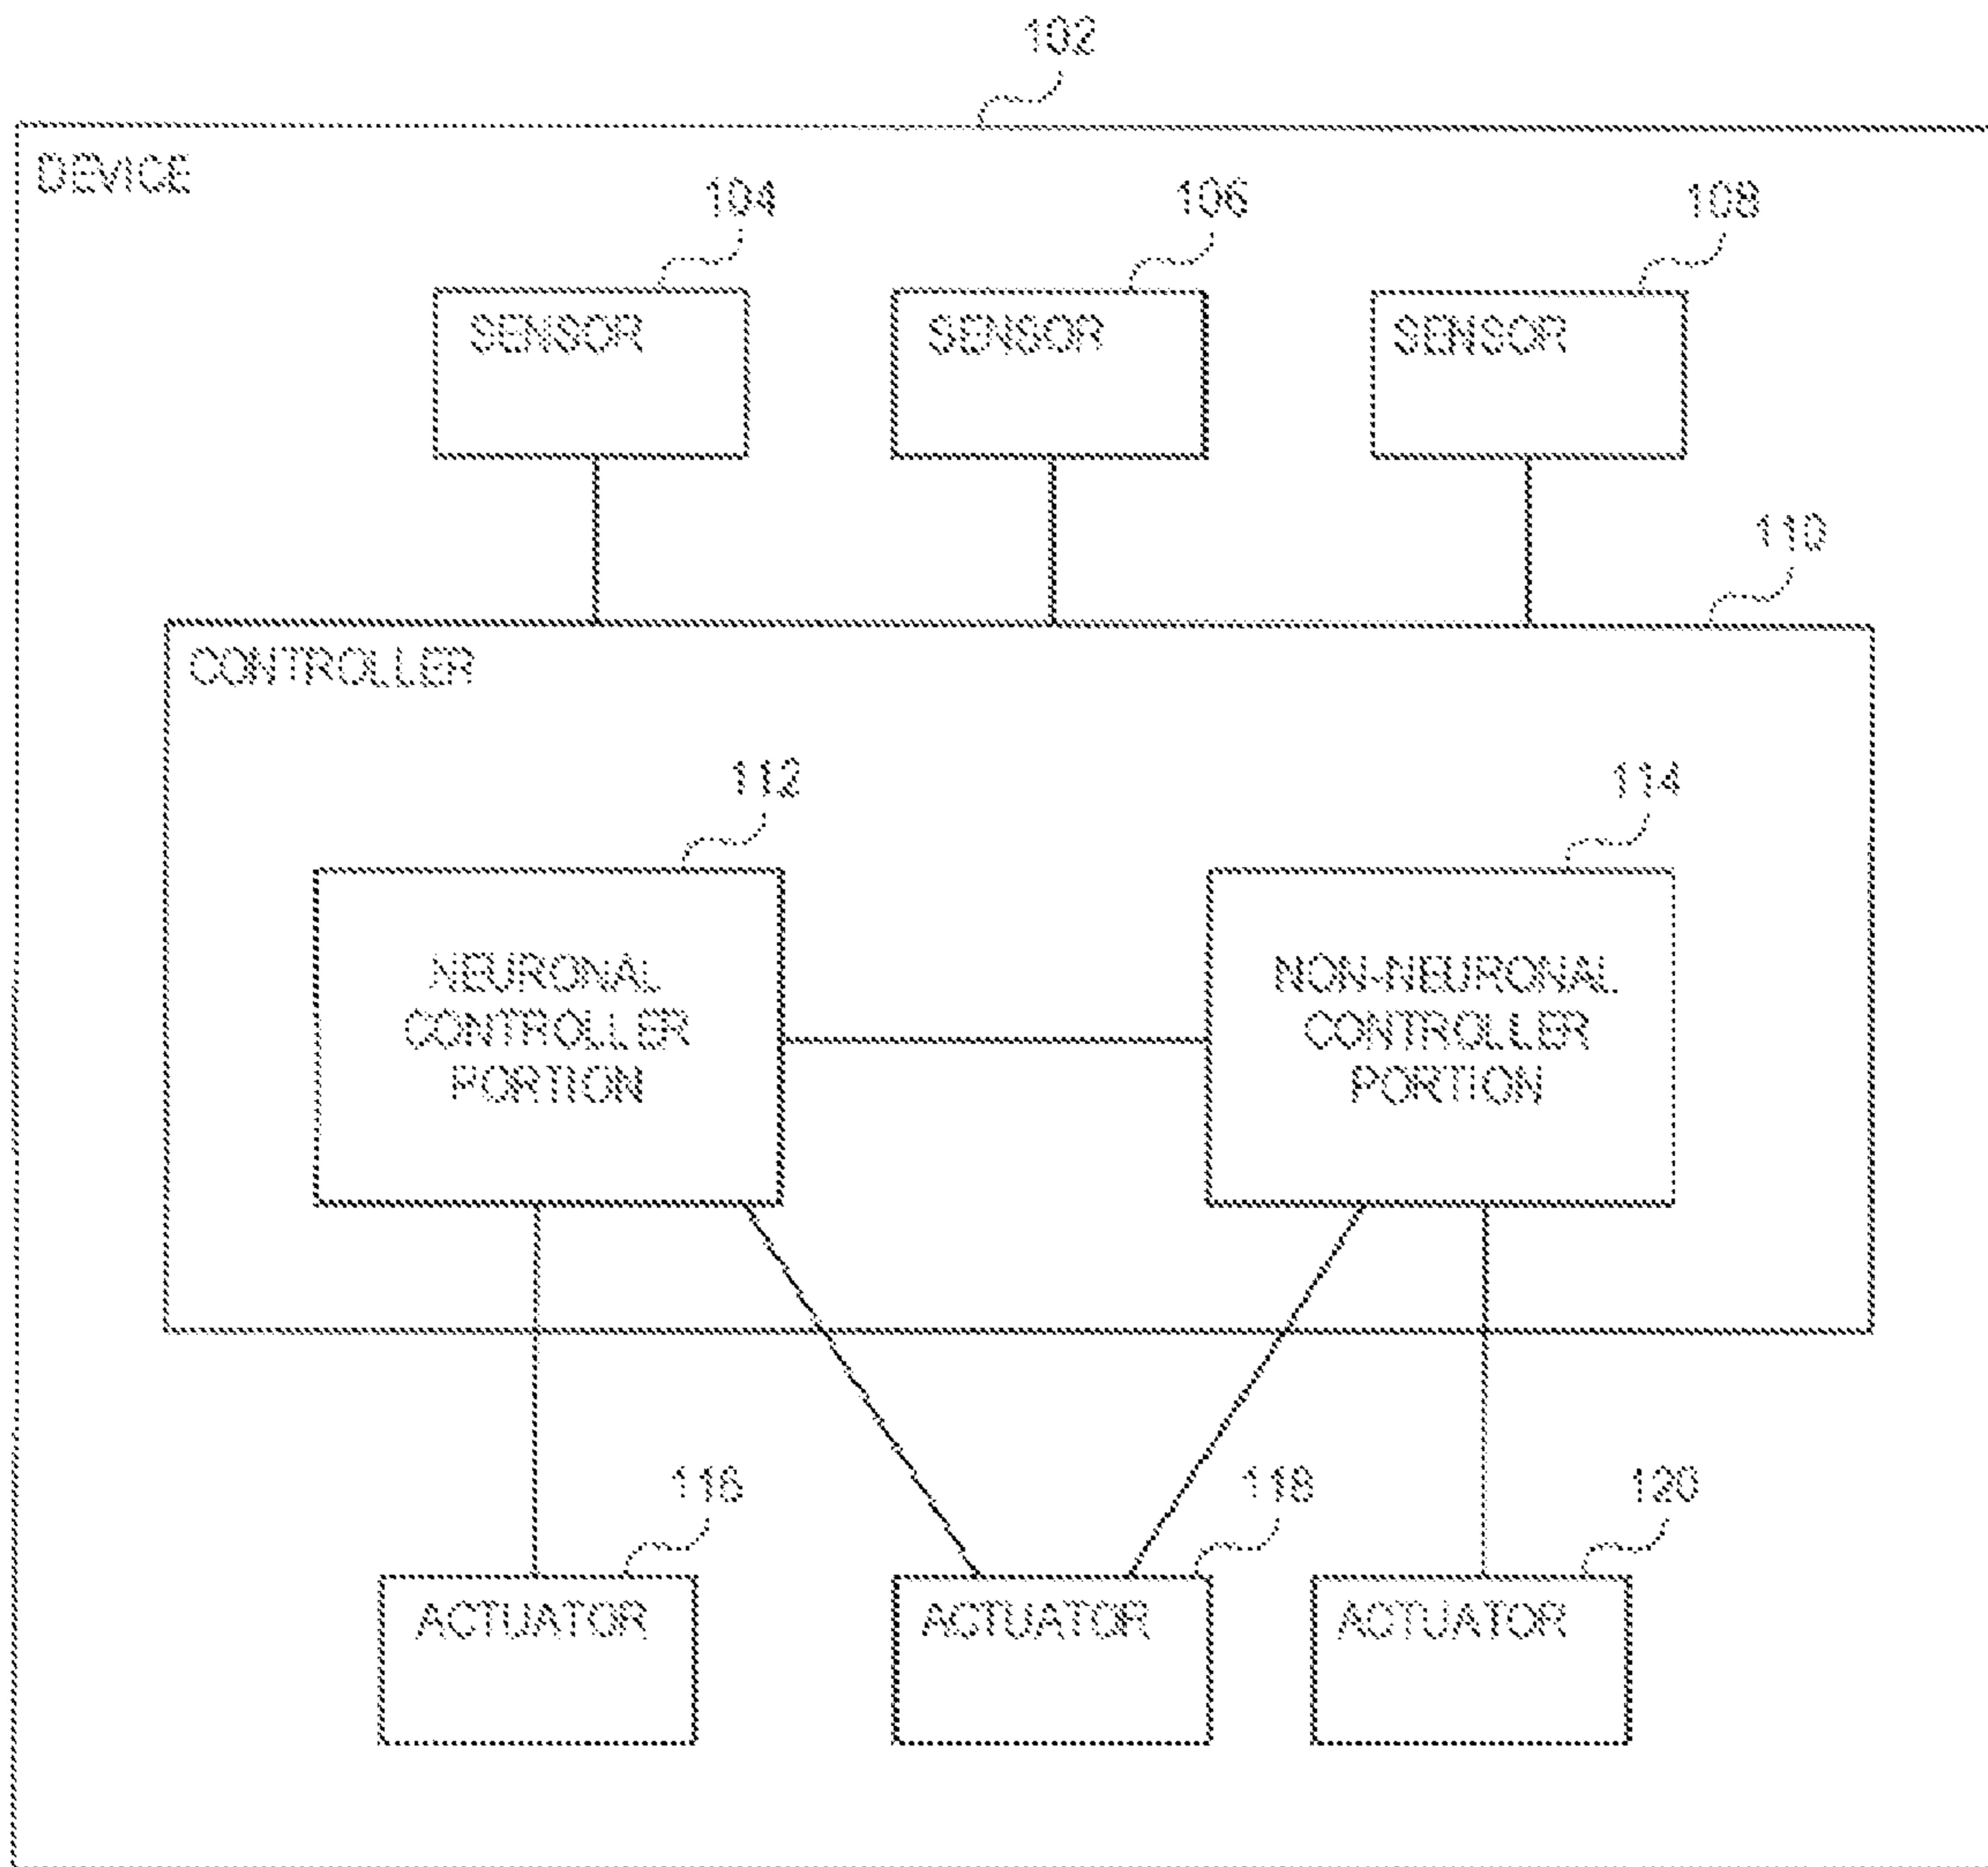 102
DEVICE
104
106
108
SENSOR
SENSOR
SENSOR
110
CONTROLLER
112
114
NEURONAL
CONTROLLER
PORTION
NON-NEURONAL
CONTROLLER
PORTION
116
118
120
ACTUATOR
ACTUATOR
ACTUATOR